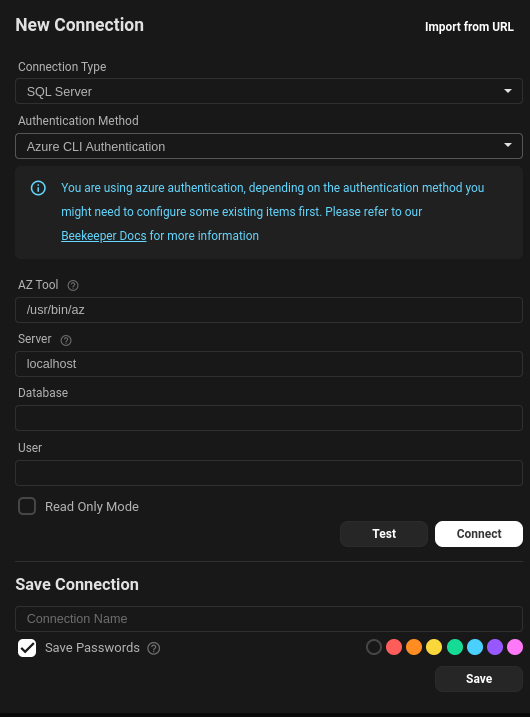 New Connection
Import from URL
Connection Type
SQL Server
Authentication Method
Azure CLI Authentication
You are using azure authentication, depending on the authentication method you
might need to configure some existing items first. Please refer to our
Beekeeper Docs for more information
AZ Tool
/usr/bin/az
Server
localhost
Database
User
Read Only Mode
Test
Connect
Save Connection
Connection Name
Save Passwords
Save